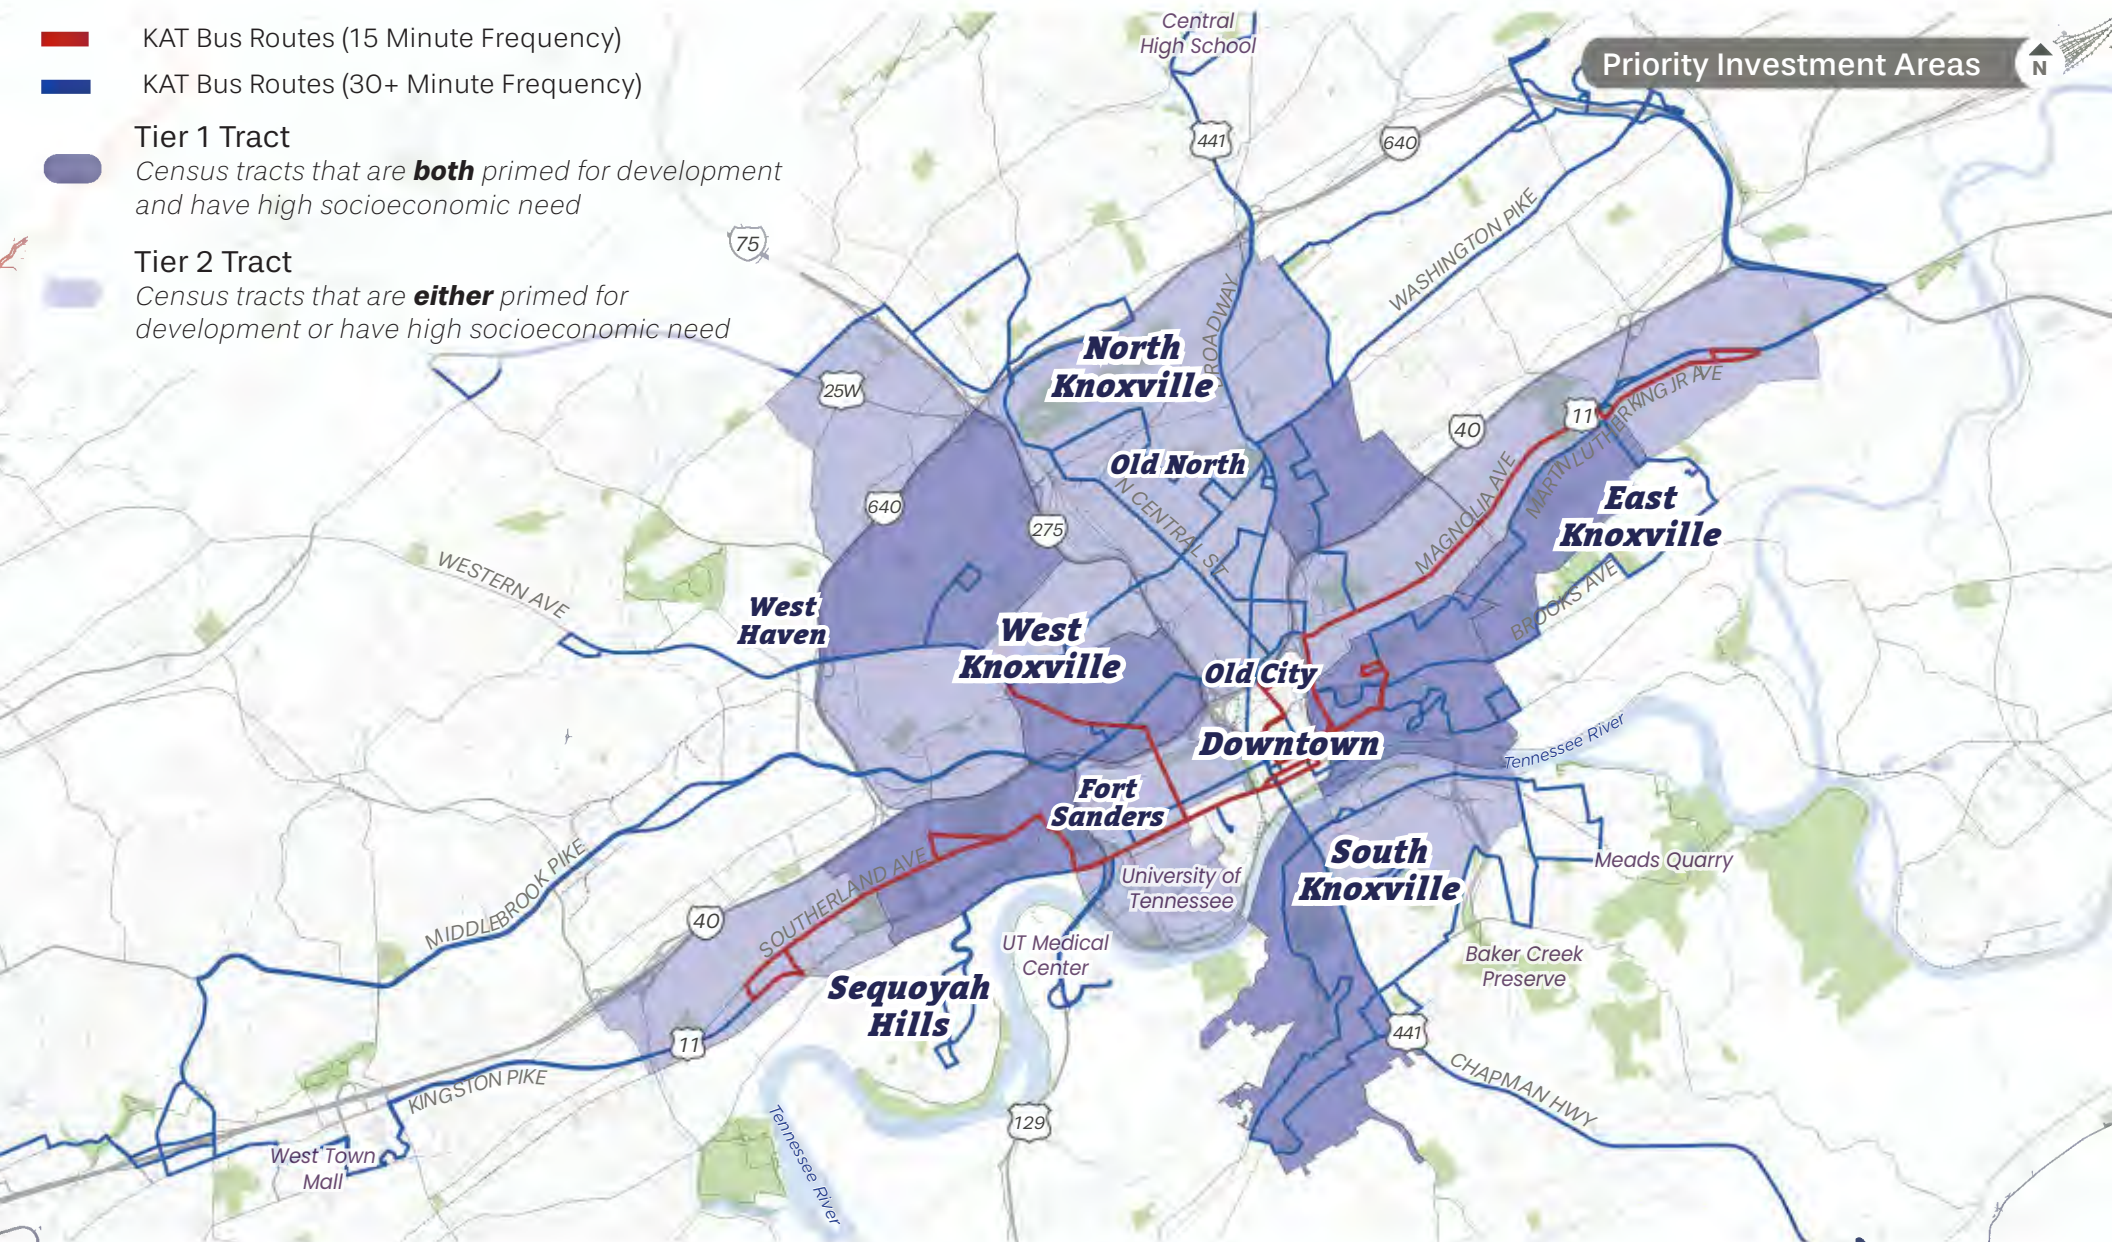 KAT Bus Routes (15 Minute Frequency)
KAT Bus Routes (30+ Minute Frequency)
Tier 1 Tract
Census tracts that are both primed for development
and have high socioeconomic need
Tier 2 Tract
Census tracts that are either primed for
development or have high socioeconomic need
Priority Investment Areas
N
Central
High School
441
640
75
WASHINGTON PIKE
BROADWAY
North
Knoxville
25W
Old North
40
11
MARTIN LUTHER KING JR AVE
MAGNOLIA AVE
640
275
N CENTRAL ST
East
Knoxville
WESTERN AVE
BROOKS AVE
West
Haven
West
Knoxville
Old City
Downtown
Tennessee River
Fort
Sanders
South
Knoxville
Meads Quarry
University of
Tennessee
MIDDLEBROOK PIKE
SOUTHERLAND AVE
40
UT Medical
Center
Baker Creek
Preserve
Sequoyah
Hills
11
441
KINGSTON PIKE
CHAPMAN HWY
129
West Town
Mall
Tennessee River